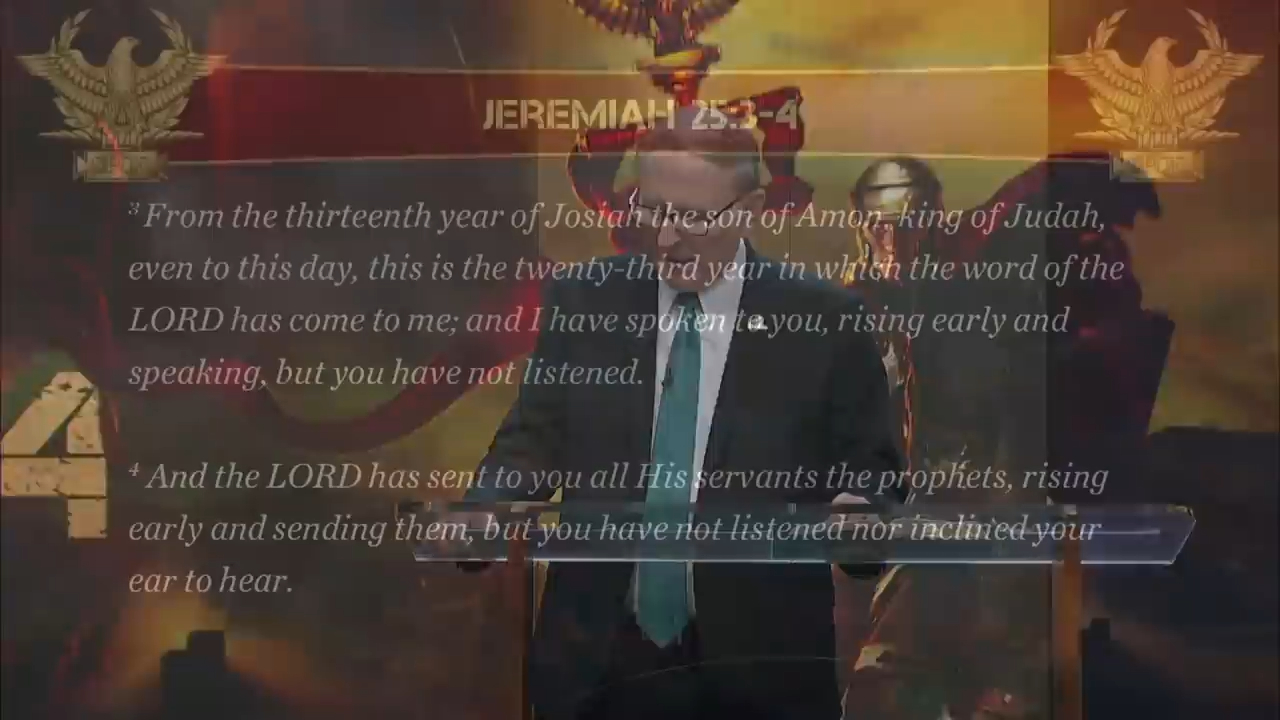 JEREMIAH 25:3-4
³ From the thirteenth year of Josiah the son of Amon, king of Judah,
even to this day, this is the twenty-third year in which the word of the
LORD has come to me; and I have spoken to you, rising early and
speaking, but you have not listened.
⁴ And the LORD has sent to you all His servants the prophets, rising
early and sending them, but you have not listened nor inclined your
ear to hear.
4